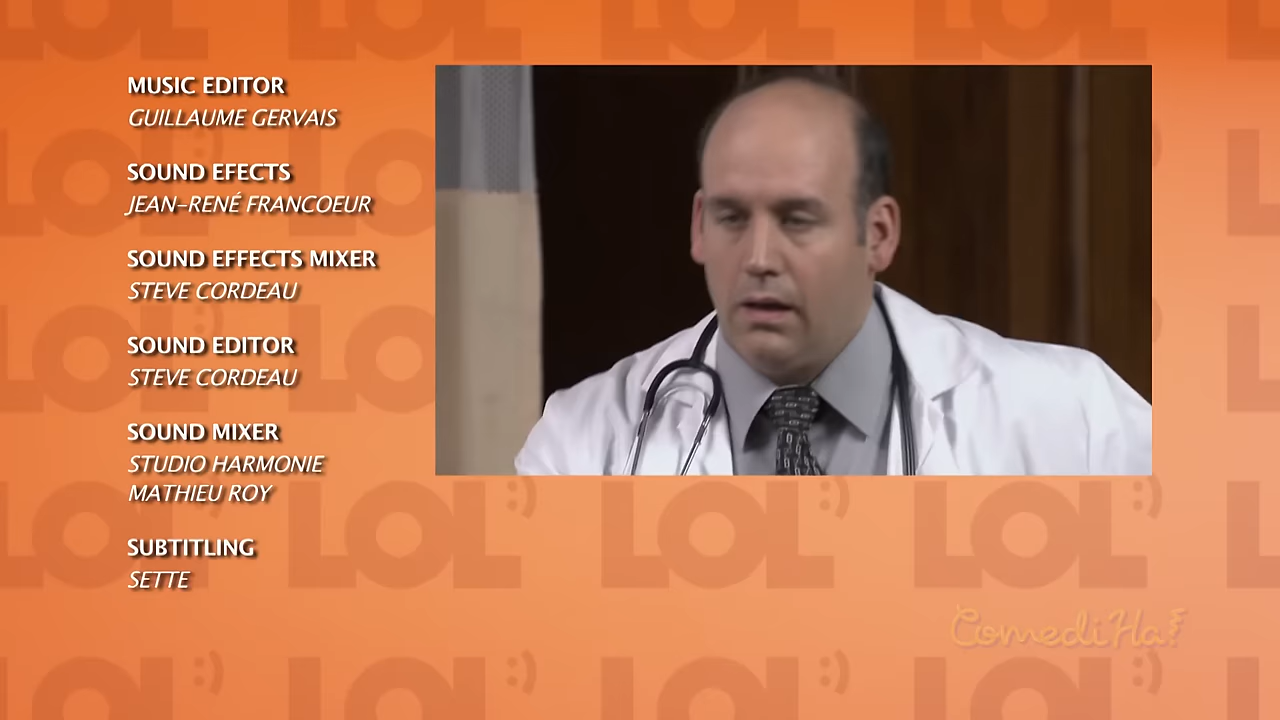 MUSIC EDITOR
GUILLAUME GERVAIS
SOUND EFECTS
JEAN-RENÉ FRANCOEUR
SOUND EFFECTS MIXER
STEVE CORDEAU
SOUND EDITOR
STEVE CORDEAU
SOUND MIXER
STUDIO HARMONIE
MATHIEU ROY
SUBTITLING
SETTE
LOL:)
ComediHa!